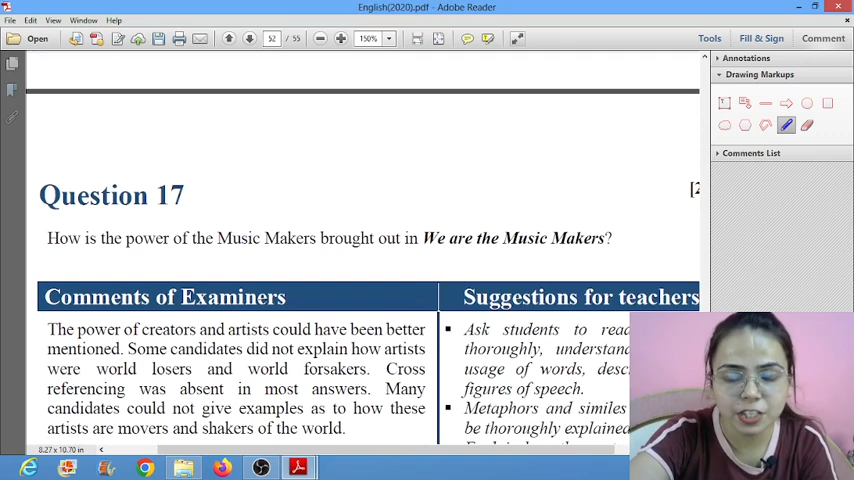 English(2020).pdf - Adobe Reader
File Edit View Window Help
Open 52 / 55 150% Tools Fill & Sign Comment
Annotations
Drawing Markups
Comments List
Question 17
How is the power of the Music Makers brought out in We are the Music Makers?
Comments of Examiners
The power of creators and artists could have been better
mentioned. Some candidates did not explain how artists
were world losers and world forsakers. Cross
referencing was absent in most answers. Many
candidates could not give examples as to how these
artists are movers and shakers of the world.
Suggestions for teachers
Ask students to read
thoroughly,
usage of words,
figures of speech.
Metaphors and similes
be thoroughly explained
8.27 x 10.70 in